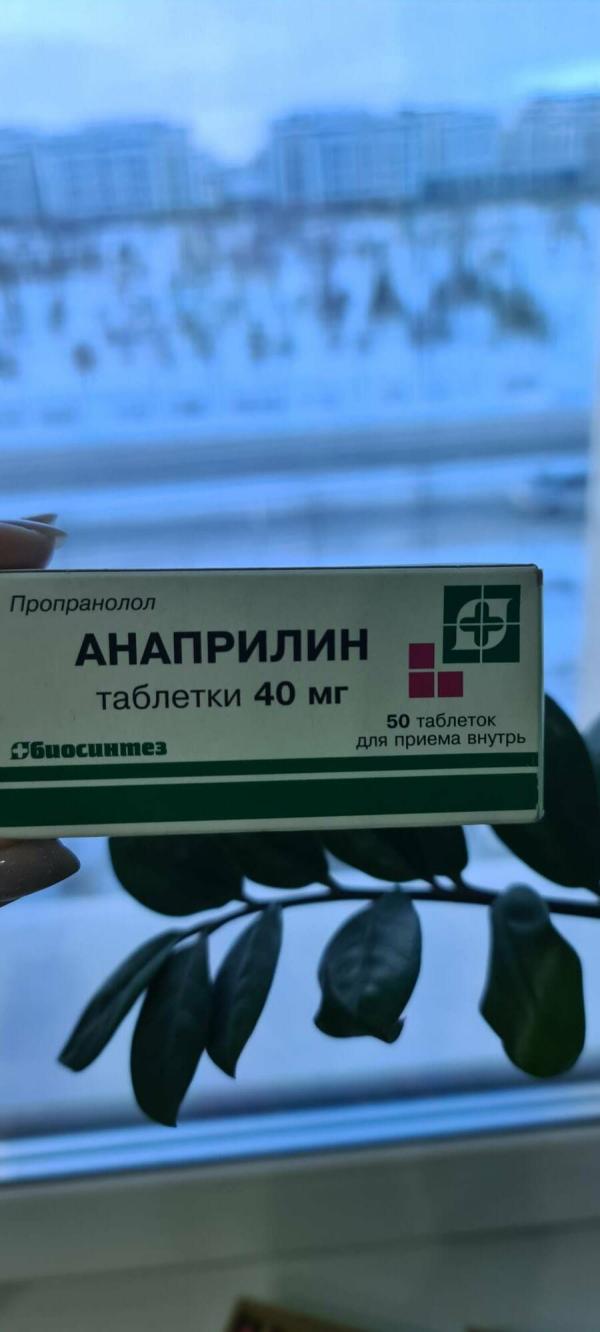 Пропранолол
АНАПРИЛИН
таблетки 40 мг
50 таблеток
для приема внутрь
биосинтез